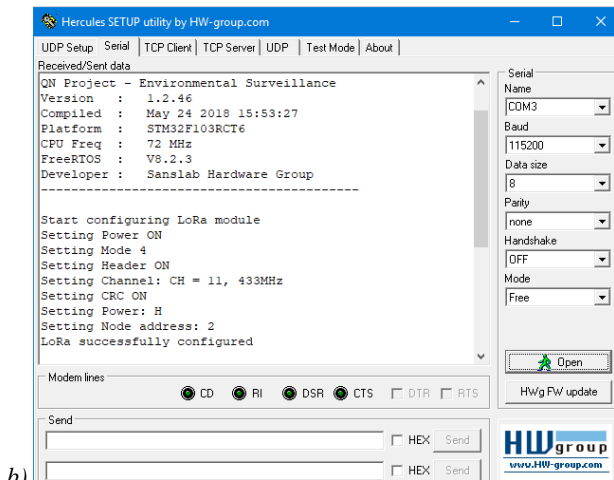 Hercules SETUP utility by HW-group.com
UDP Setup Serial TCP Client TCP Server UDP Test Mode About
Received/Sent data
QN Project - Environmental Surveillance
Version : 1.2.46
Compiled : May 24 2018 15:53:27
Platform : STM32F103RCT6
CPU Freq : 72 MHz
FreeRTOS : V8.2.3
Developer : Sanslab Hardware Group
------------------------------------------
Start configuring LoRa module
Setting Power ON
Setting Mode 4
Setting Header ON
Setting Channel: CH = 11, 433MHz
Setting CRC ON
Setting Power: H
Setting Node address: 2
LoRa successfully configured
Serial
Name
COM3
Baud
115200
Data size
8
Parity
none
Handshake
OFF
Mode
Free
Open
HWg FW update
Modem lines
CD RI DSR CTS DTR RTS
Send
HEX Send
HEX Send
HWgroup
www.HW-group.com
b)